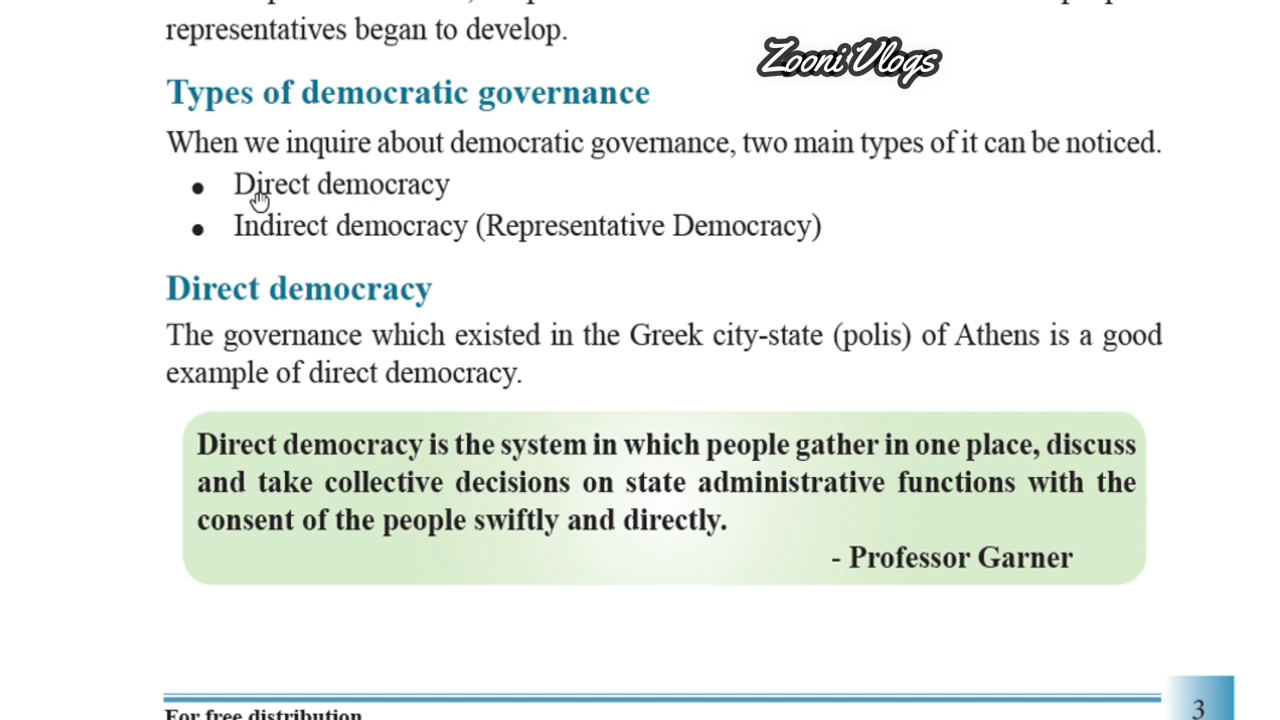 representatives began to develop.
Zooni Vlogs
Types of democratic governance
When we inquire about democratic governance, two main types of it can be noticed.
• Direct democracy
• Indirect democracy (Representative Democracy)
Direct democracy
The governance which existed in the Greek city-state (polis) of Athens is a good
example of direct democracy.
Direct democracy is the system in which people gather in one place, discuss
and take collective decisions on state administrative functions with the
consent of the people swiftly and directly.
- Professor Garner
For free distribution
3